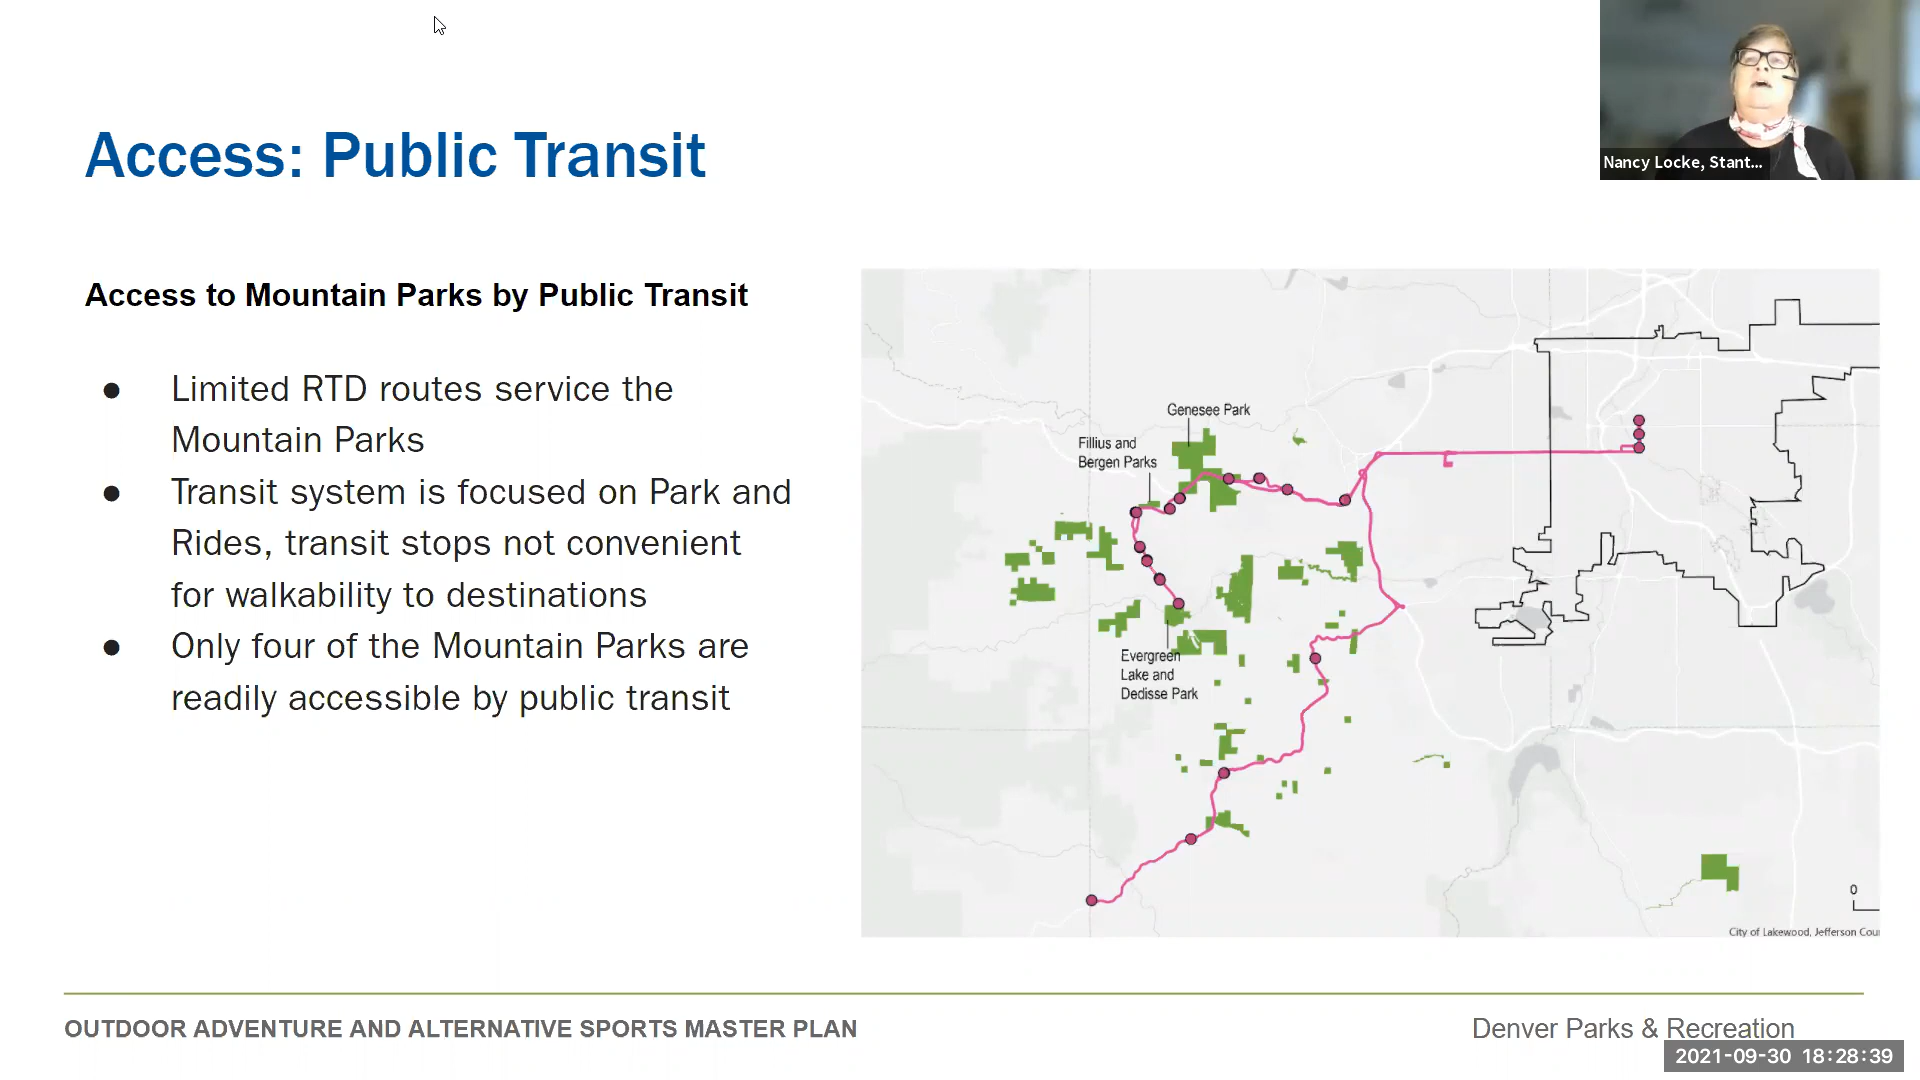 Access: Public Transit
Nancy Locke, Stant...
Access to Mountain Parks by Public Transit
● Limited RTD routes service the
Mountain Parks
● Transit system is focused on Park and
Rides, transit stops not convenient
for walkability to destinations
● Only four of the Mountain Parks are
readily accessible by public transit
Genesee Park
Fillius and
Bergen Parks
Evergreen
Lake and
Dedisse Park
0
City of Lakewood, Jefferson Cou
OUTDOOR ADVENTURE AND ALTERNATIVE SPORTS MASTER PLAN
Denver Parks & Recreation
2021-09-30 18:28:39